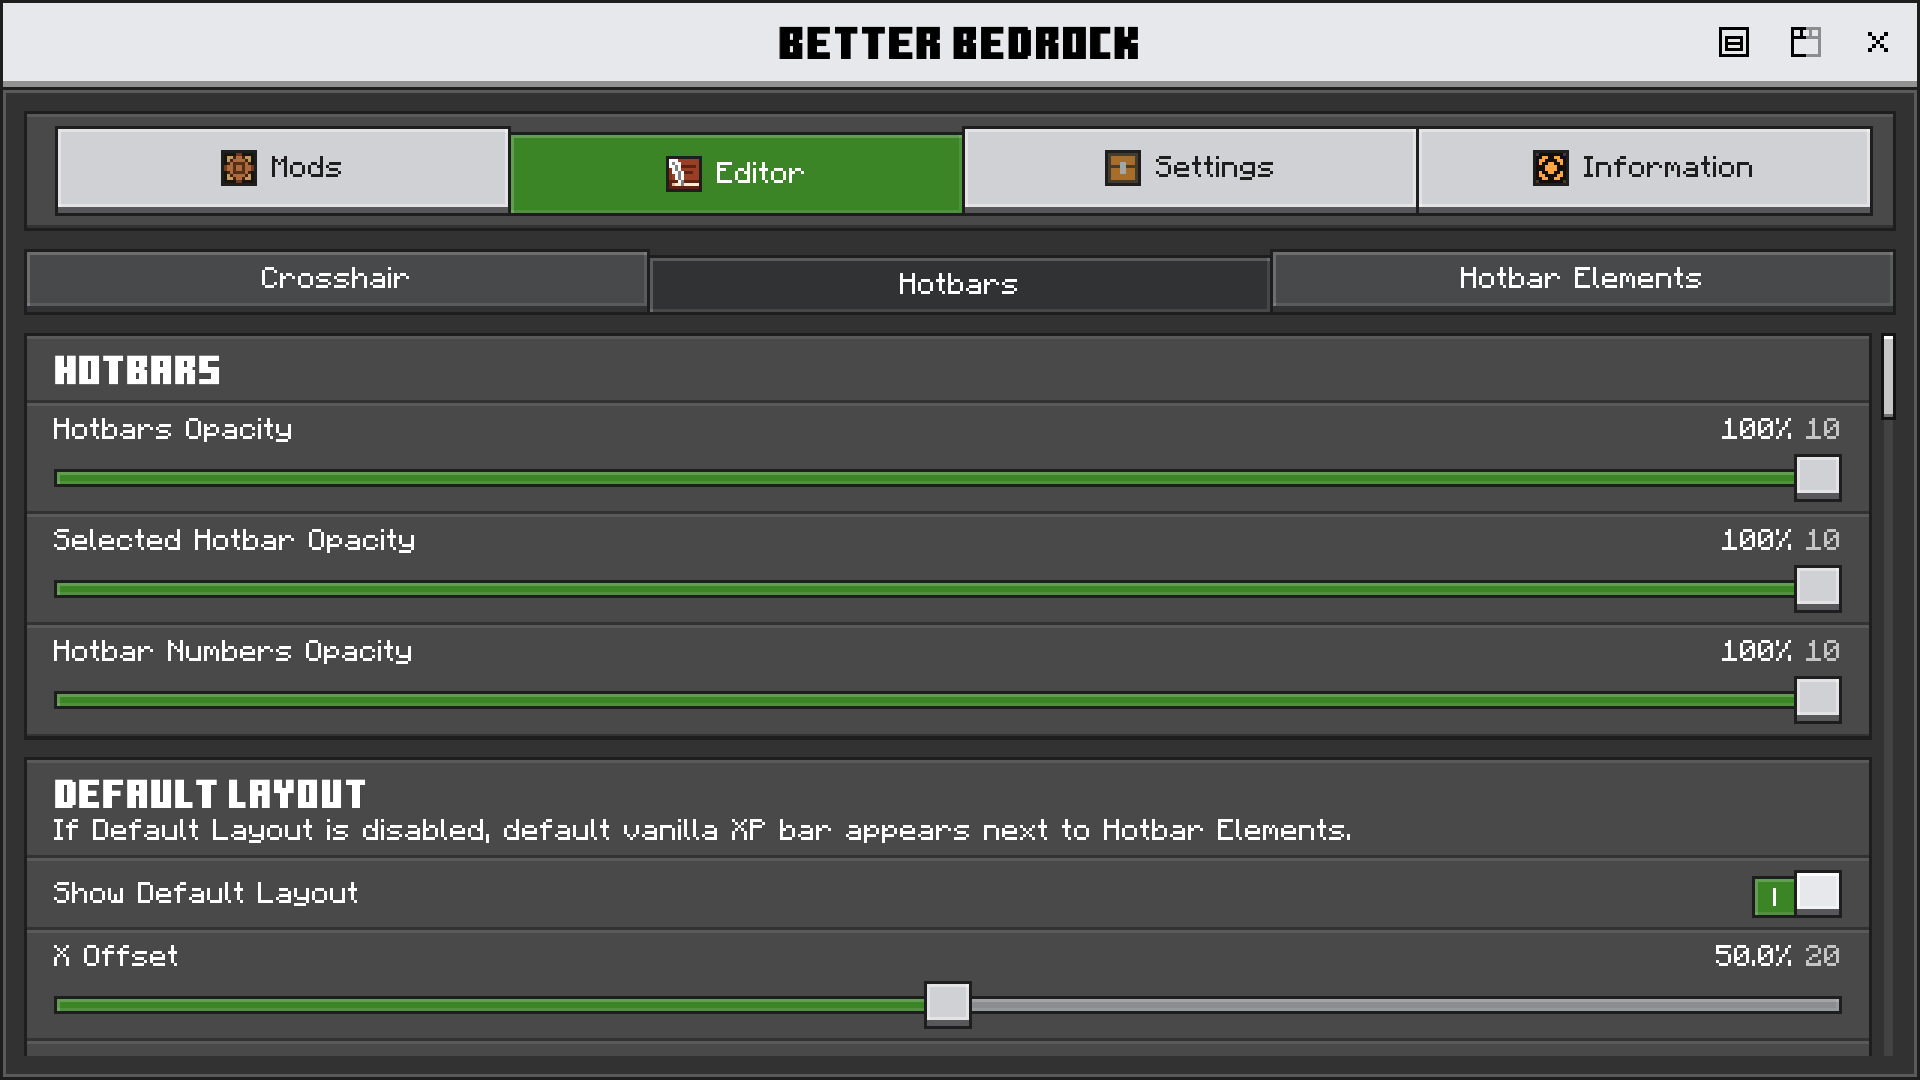 BETTER BEDROCK
Mods
Editor
Settings
Information
Crosshair
Hotbars
Hotbar Elements
HOTBARS
Hotbars Opacity
100% 10
Selected Hotbar Opacity
100% 10
Hotbar Numbers Opacity
100% 10
DEFAULT LAYOUT
If Default Layout is disabled, default vanilla XP bar appears next to Hotbar Elements.
Show Default Layout
X Offset
50.0% 20